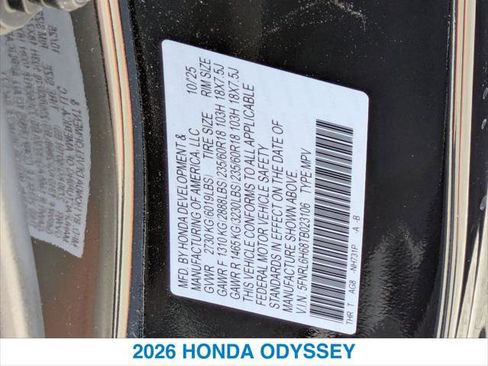 MFD. BY HONDA DEVELOPMENT & 10/25
MANUFACTURING OF AMERICA, LLC
GVWR 2730KG(6019LBS) TIRE SIZE RIM SIZE
GAWR F 1310KG(2888LBS)235/60R18 103H 18X7.5J
GAWR R 1465KG(3230LBS)235/60R18 103H 18X7.5J
THIS VEHICLE CONFORMS TO ALL APPLICABLE
FEDERAL MOTOR VEHICLE SAFETY
STANDARDS IN EFFECT ON THE DATE OF
MANUFACTURE SHOWN ABOVE.
V.I.N. 5FNRL6H68TB023106 TYPE:MPV
THR T AG8 -NH731P A -B
2026 HONDA ODYSSEY